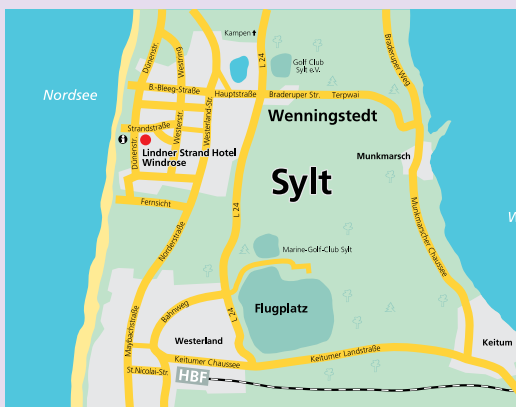 Kampen
Dünenstr.
Westring
L 24
Golf Club
Sylt e.V.
Braderuper Weg
Nordsee
B.-Bleeg-Straße
Hauptstraße
Braderuper Str.
Terpwai
Westerland-Str.
Strandstraße
Westerstr.
Wenningstedt
Dünenstr.
Lindner Strand Hotel
Windrose
Munkmarsch
Sylt
Fernsicht
L 24
Norderstraße
Munkmarscher Chaussee
W
Marine-Golf-Club Sylt
Bahnweg
L 24
Flugplatz
Maybachstraße
Westerland
Keitum
Keitumer Chaussee
Keitumer Landstraße
St.Nicolai-Str.
HBF